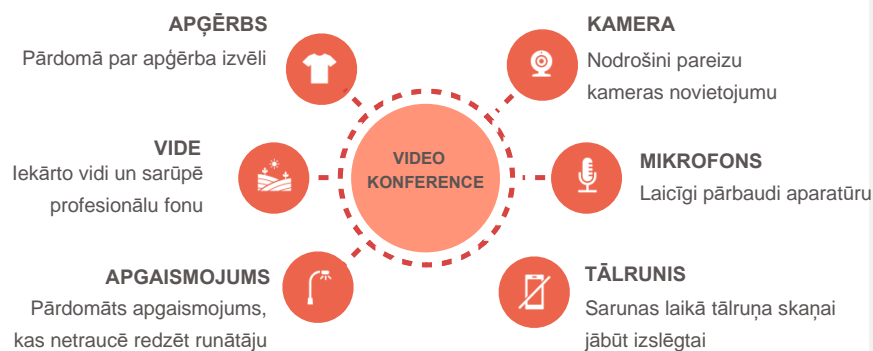 APĢĒRBS
Pārdomā par apģērba izvēli
VIDE
Iekārto vidi un sarūpē
profesionālu fonu
APGAISMOJUMS
Pārdomāts apgaismojums,
kas netraucē redzēt runātāju
VIDEO
KONFERENCE
KAMERA
Nodrošini pareizu
kameras novietojumu
MIKROFONS
Laicīgi pārbaudi aparatūru
TĀLRUNIS
Sarunas laikā tālruņa skaņai
jābūt izslēgtai